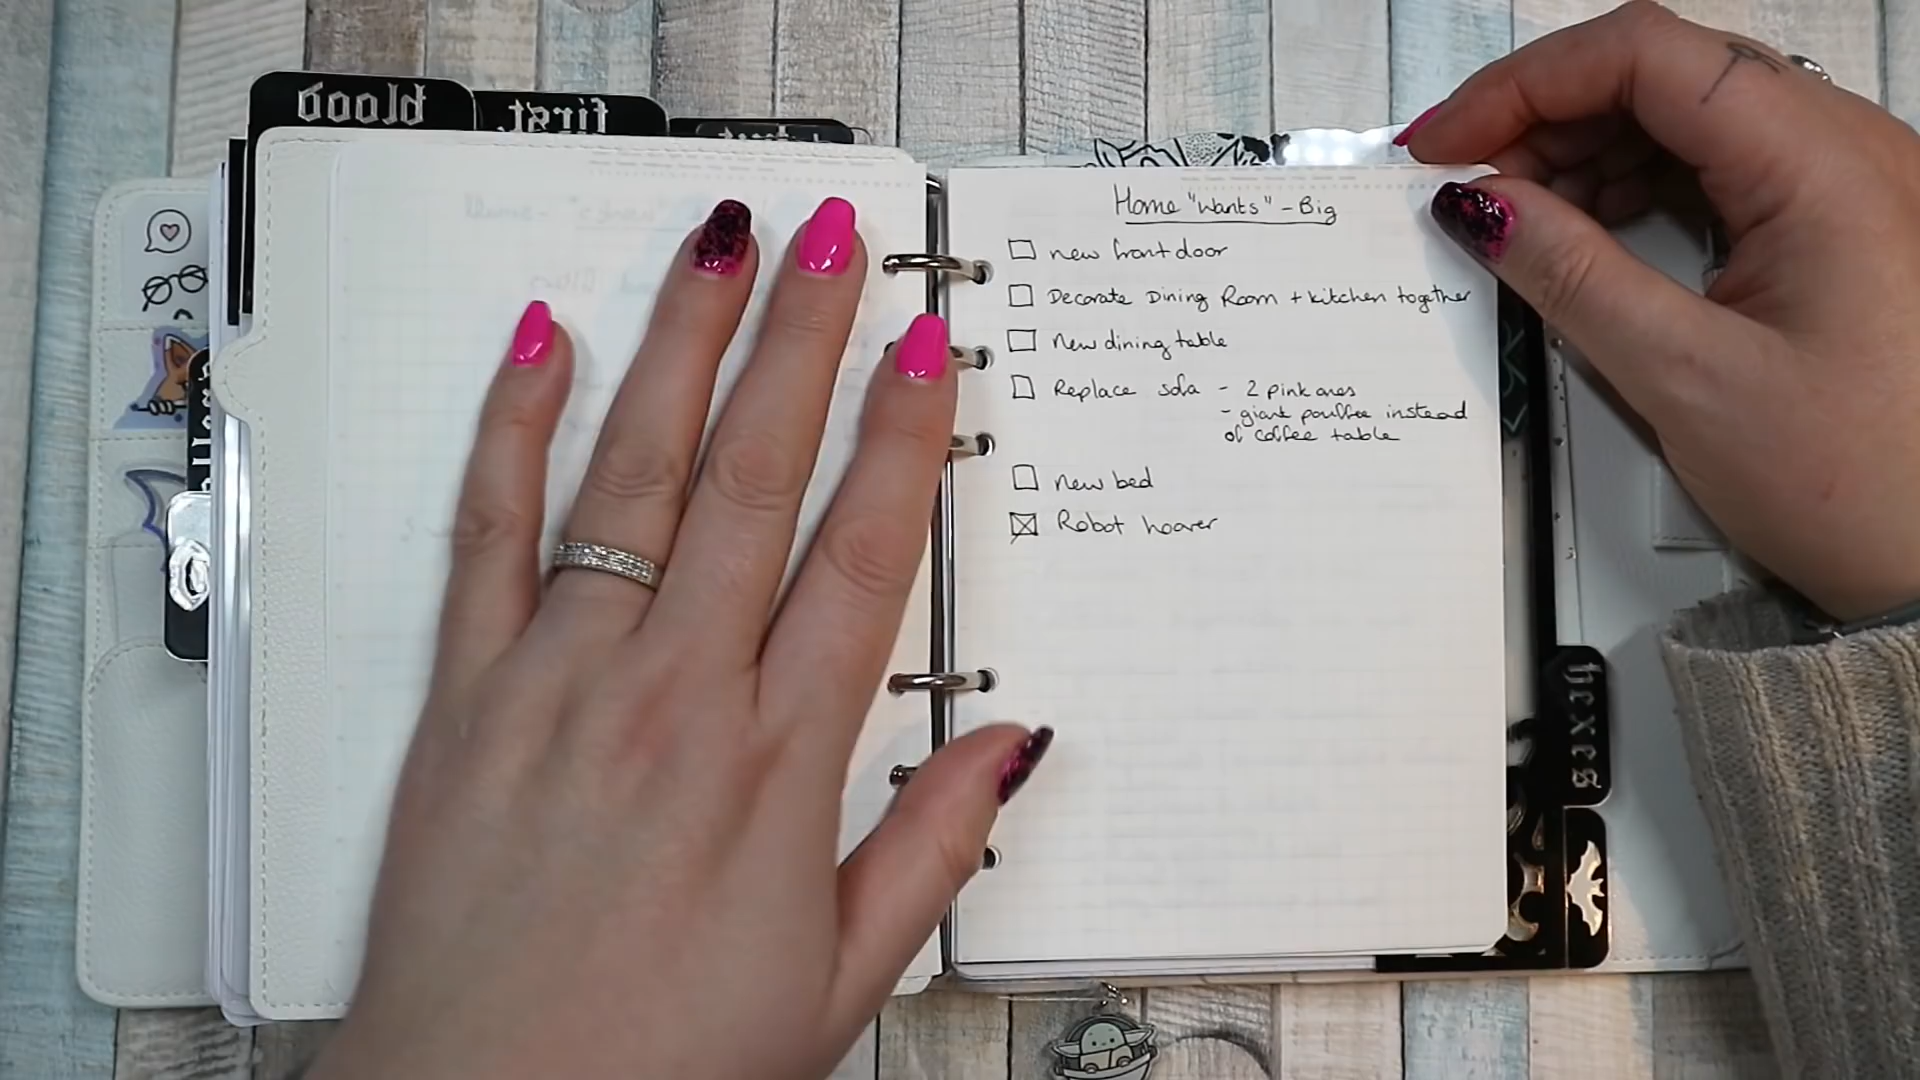 blood
first
Home "Wants" - Big
new front door
Decorate Dining Room + kitchen together
New dining table
Replace sofa - 2 pink ones
- giant pouffee instead
of coffee table
new bed
Robot hoover
hexes